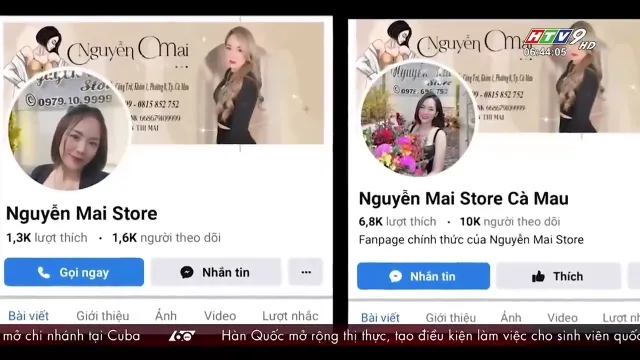 HTV9 HD
06:44:05
Nguyễn Mai
Store
0979.10.9999
0815 852 752
Nguyễn Mai Store
1,3K lượt thích • 1,6K người theo dõi
Gọi ngay
Nhắn tin
Bài viết Giới thiệu Ảnh Video Lượt nhắc
Nguyễn Mai
Store
0815 852 752
Nguyễn Mai Store Cà Mau
6,8K lượt thích • 10K người theo dõi
Fanpage chính thức của Nguyễn Mai Store
Nhắn tin
Thích
Bài viết Giới thiệu Ảnh Video
mở chi nhánh tại Cuba 60 Hàn Quốc mở rộng thị thực, tạo điều kiện làm việc cho sinh viên quốc